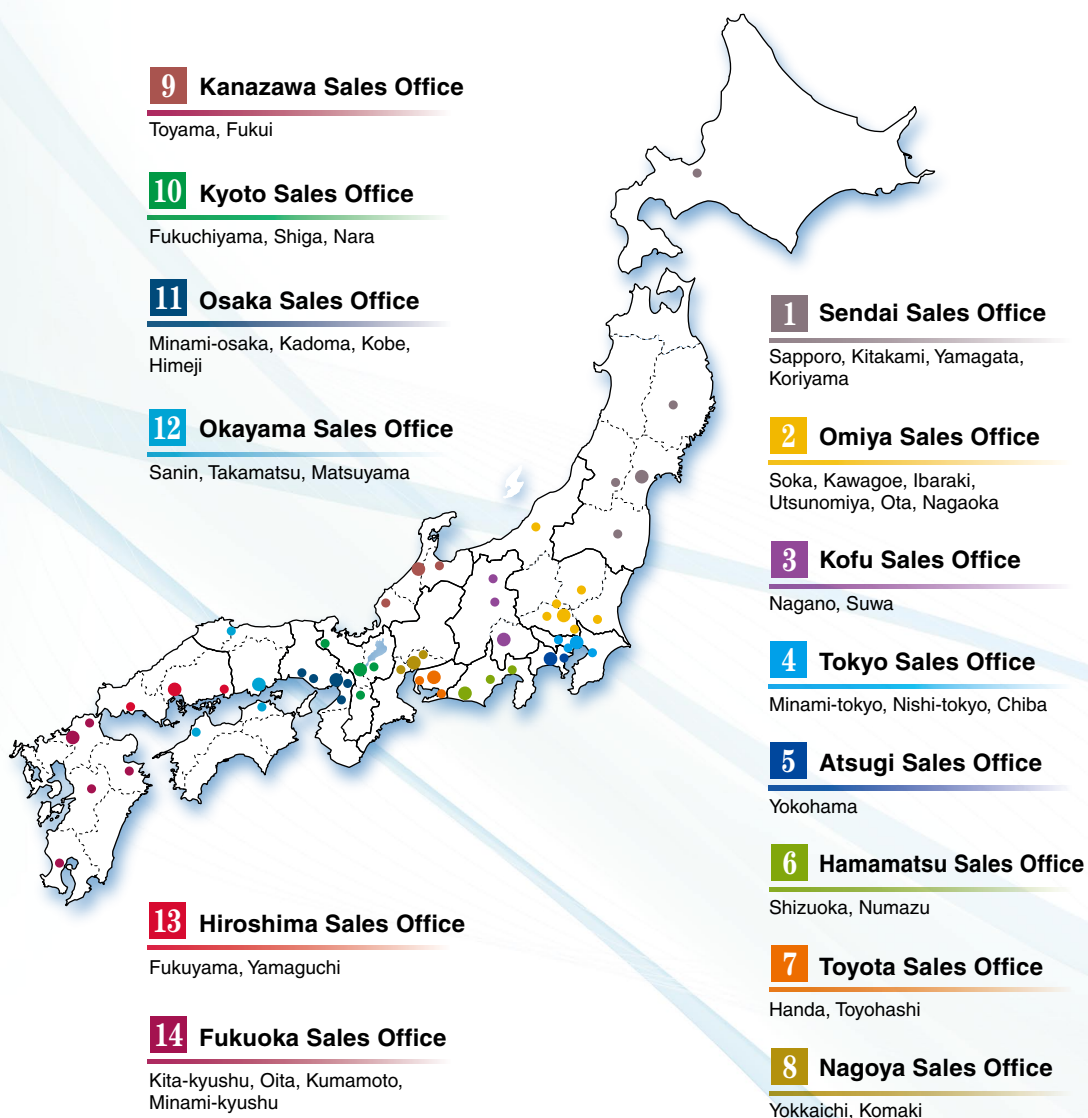 9 Kanazawa Sales Office
Toyama, Fukui
10 Kyoto Sales Office
Fukuchiyama, Shiga, Nara
11 Osaka Sales Office
Minami-osaka, Kadoma, Kobe,
Himeji
12 Okayama Sales Office
Sanin, Takamatsu, Matsuyama
13 Hiroshima Sales Office
Fukuyama, Yamaguchi
14 Fukuoka Sales Office
Kita-kyushu, Oita, Kumamoto,
Minami-kyushu
1 Sendai Sales Office
Sapporo, Kitakami, Yamagata,
Koriyama
2 Omiya Sales Office
Soka, Kawagoe, Ibaraki,
Utsunomiya, Ota, Nagaoka
3 Kofu Sales Office
Nagano, Suwa
4 Tokyo Sales Office
Minami-tokyo, Nishi-tokyo, Chiba
5 Atsugi Sales Office
Yokohama
6 Hamamatsu Sales Office
Shizuoka, Numazu
7 Toyota Sales Office
Handa, Toyohashi
8 Nagoya Sales Office
Yokkaichi, Komaki